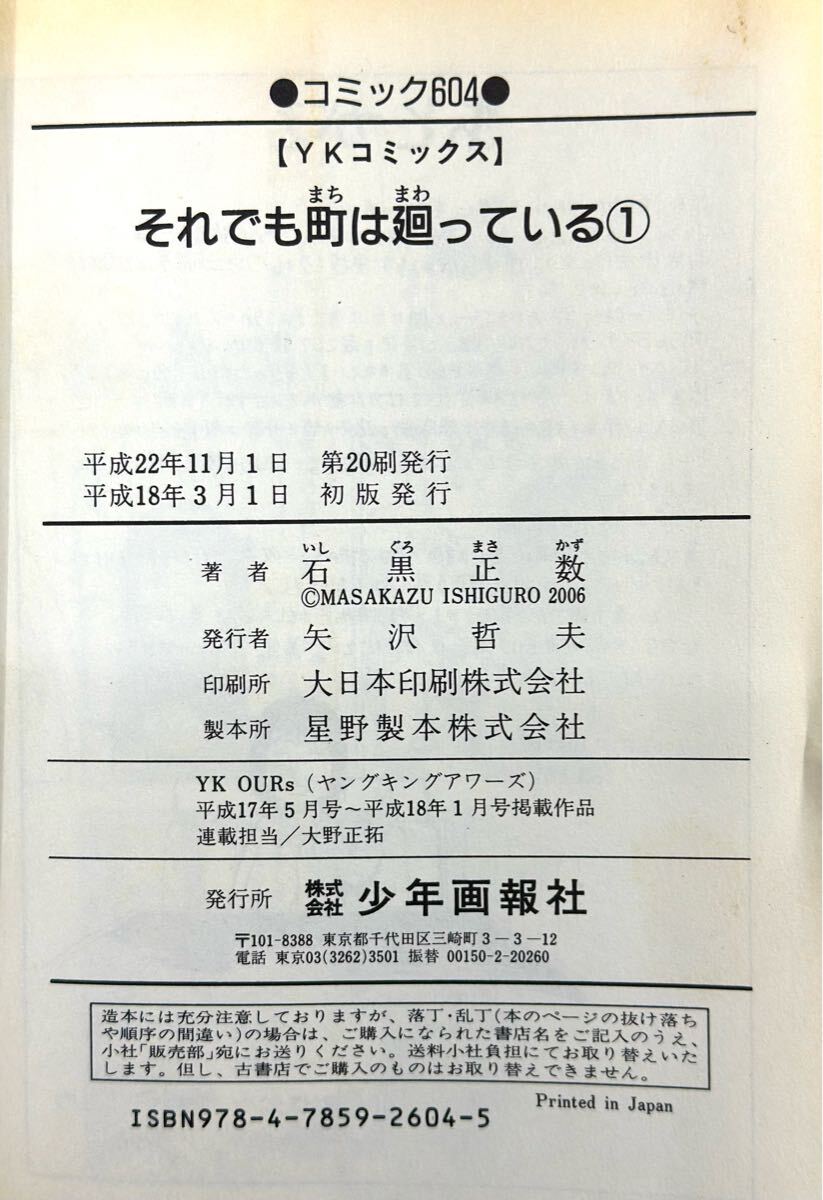 ●コミック604●
【YKコミックス】
まち まわ
それでも町は廻っている①
平成22年11月1日 第20刷発行
平成18年3月1日 初版発行
いし ぐろ まさ かず
著者 石黒正数
©MASAKAZU ISHIGURO 2006
発行者 矢沢哲夫
印刷所 大日本印刷株式会社
製本所 星野製本株式会社
YK OURs(ヤングキングアワーズ)
平成17年5月号〜平成18年1月号掲載作品
連載担当/大野正拓
発行所 株式会社 少年画報社
〒101-8388 東京都千代田区三崎町3-3-12
電話 東京03(3262)3501 振替 00150-2-20260
造本には充分注意しておりますが、落丁・乱丁(本のページの抜け落ち
や順序の間違い)の場合は、ご購入になられた書店名をご記入のうえ、
小社「販売部」宛にお送りください。送料小社負担にてお取り替えいた
します。但し、古書店でご購入のものはお取り替えできません。
ISBN978-4-7859-2604-5
Printed in Japan